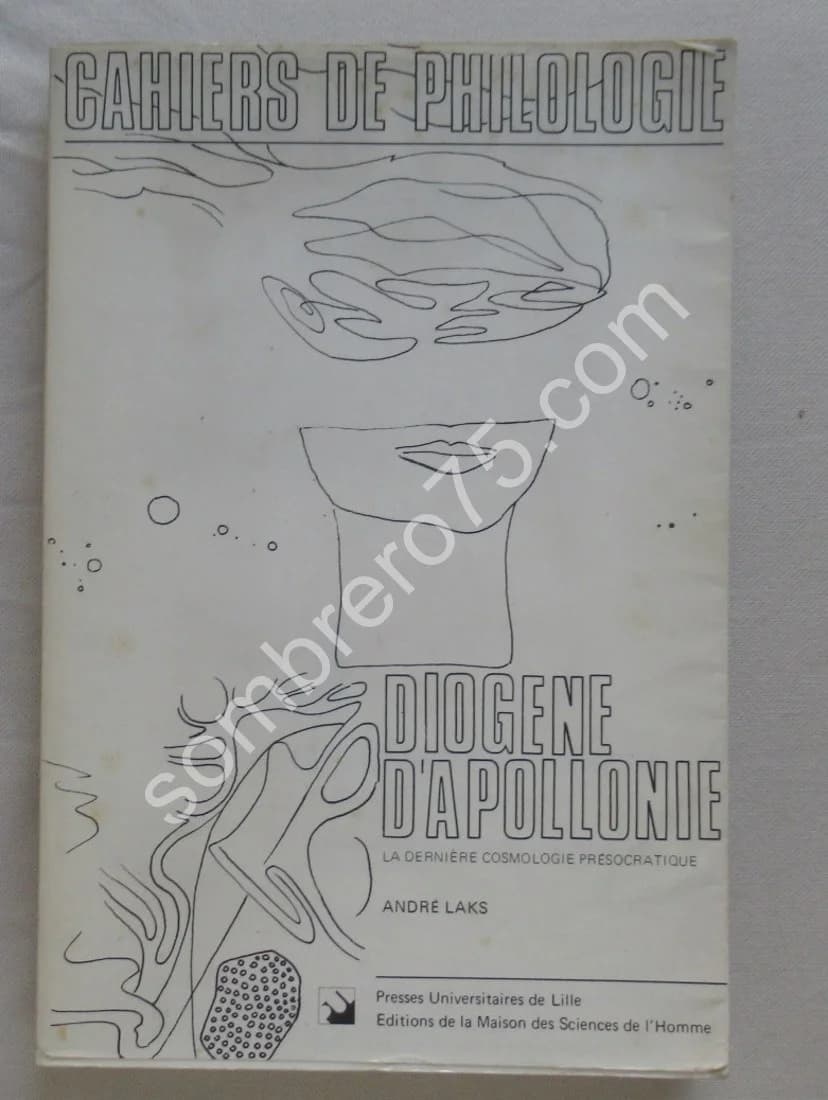 CAHIERS DE PHILOLOGIE
DIOGENE
D'APOLLONIE
LA DERNIÈRE COSMOLOGIE PRÉSOCRATIQUE
ANDRÉ LAKS
Presses Universitaires de Lille
Editions de la Maison des Sciences de l'Homme
sombrero75.com